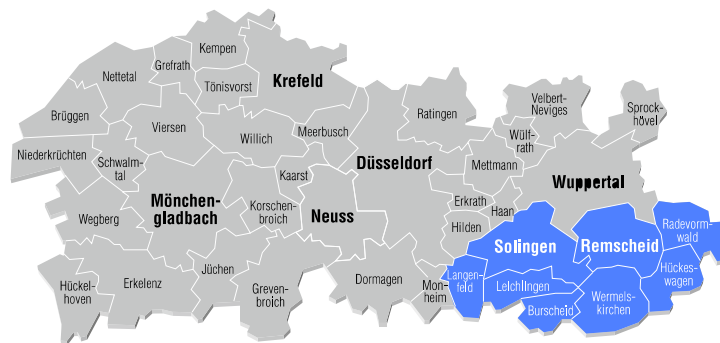 Kempen
Grefrath
Nettetal
Tönisvorst
Krefeld
Brüggen
Viersen
Willich
Meerbusch
Ratingen
Velbert-
Neviges
Sprock-
hövel
Wülf-
rath
Niederkrüchten
Schwalm-
tal
Kaarst
Düsseldorf
Mettmann
Wuppertal
Mönchen-
gladbach
Korschen-
broich
Neuss
Erkrath
Haan
Hilden
Wegberg
Solingen
Remscheid
Radevorm-
wald
Hückel-
hoven
Erkelenz
Jüchen
Greven-
broich
Dormagen
Mon-
heim
Langen-
feld
Leichlingen
Burscheid
Wermels-
kirchen
Hückes-
wagen